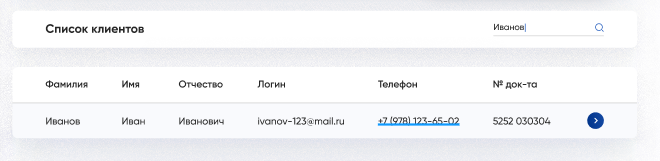 Список клиентов
Иванов
Фамилия Имя Отчество Логин Телефон № док-та
Иванов Иван Иванович ivanov-123@mail.ru +7 (978) 123-65-02 5252 030304